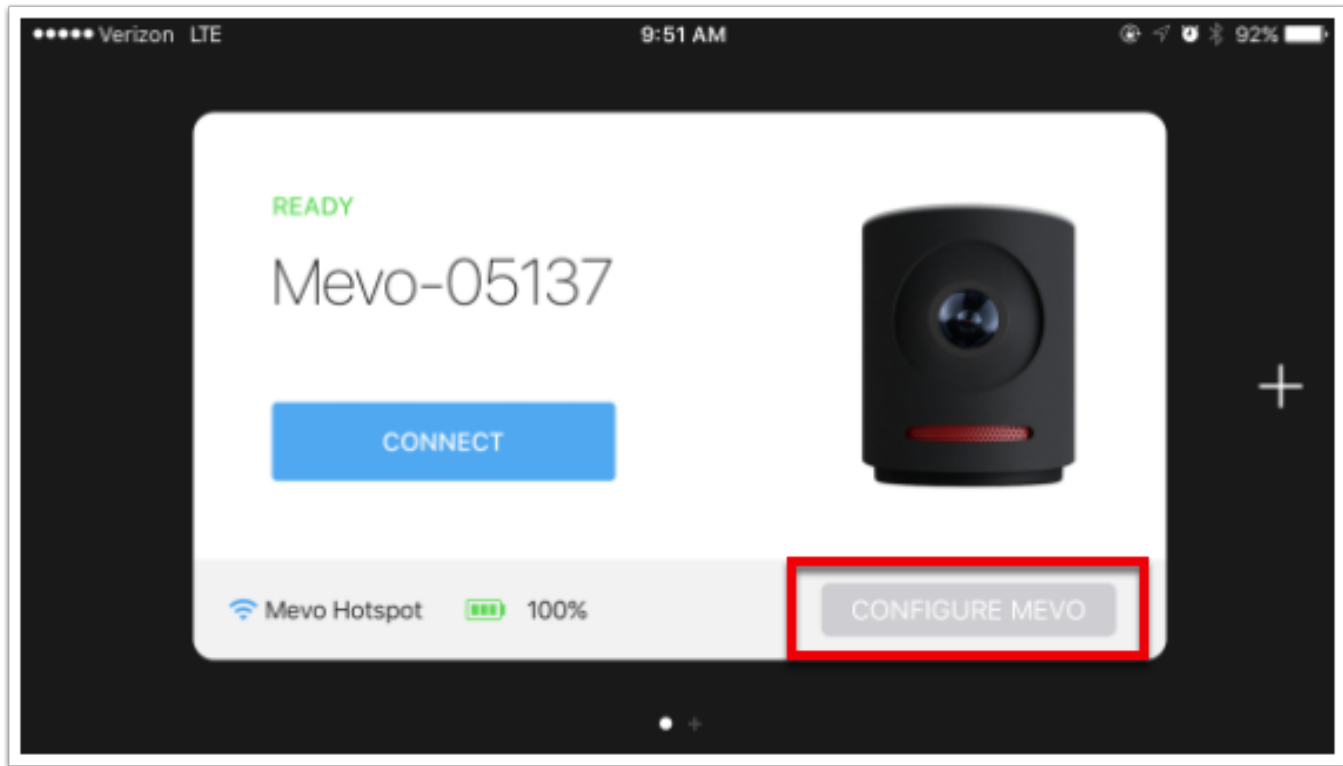 Verizon LTE 9:51 AM 92%
READY
Mevo-05137
CONNECT
Mevo Hotspot 100% CONFIGURE MEVO